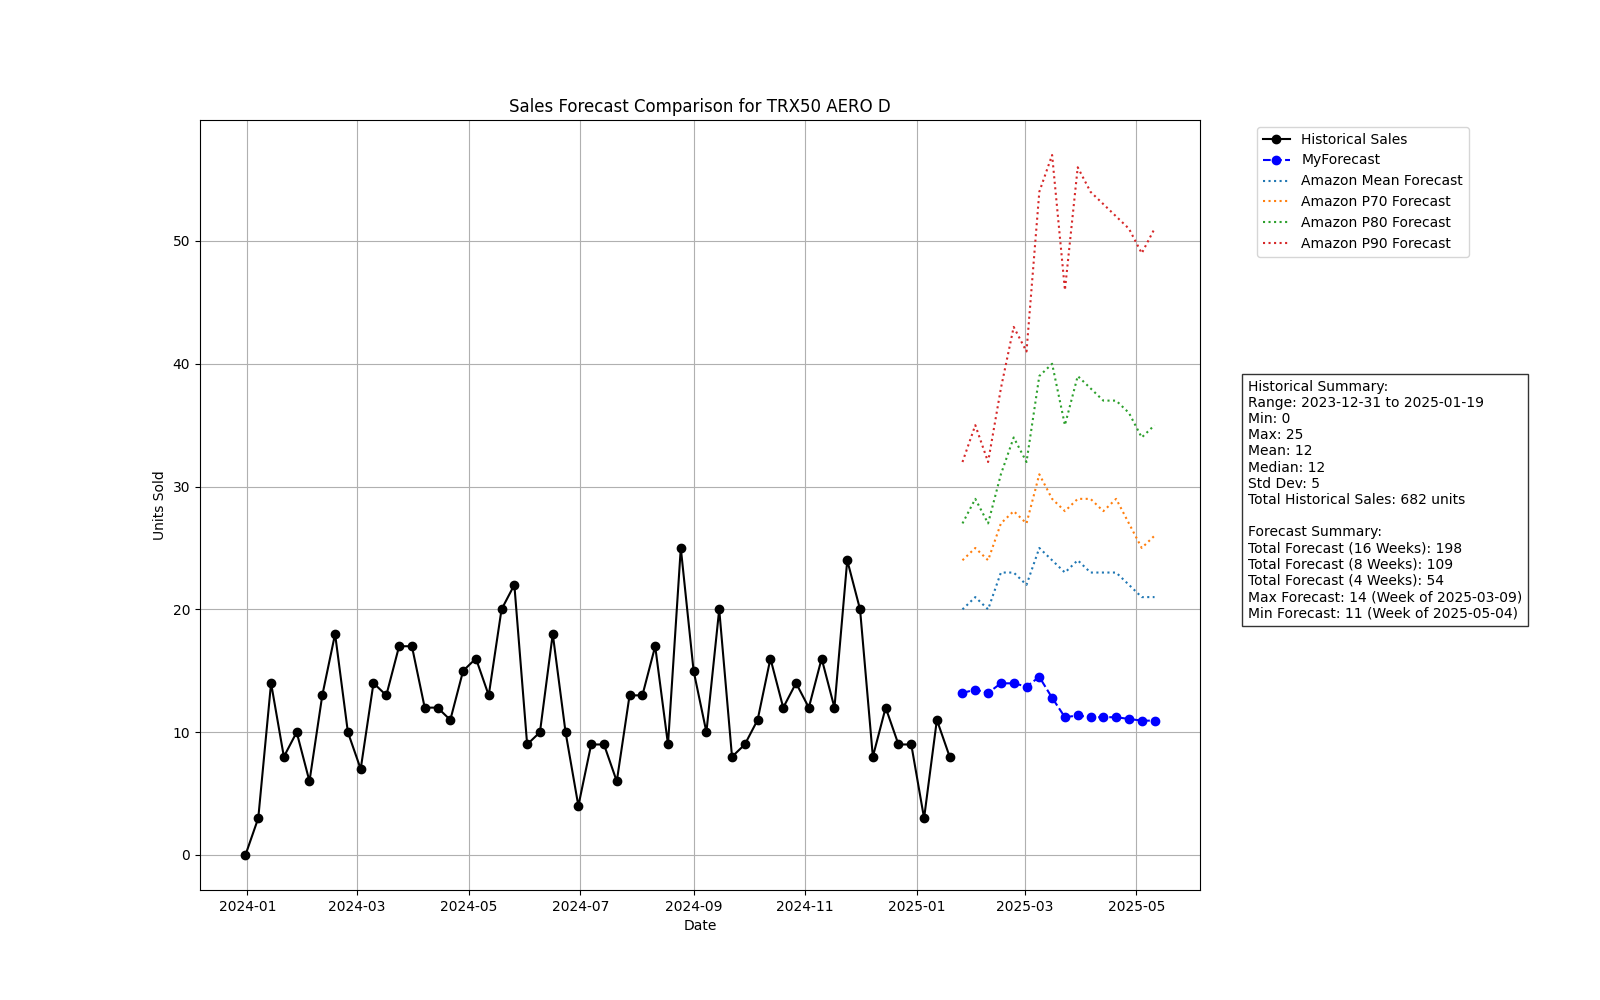 Sales Forecast Comparison for TRX50 AERO D
Units Sold
50
40
30
20
10
0
2024-01
2024-03
2024-05
2024-07
2024-09
2024-11
2025-01
2025-03
2025-05
Date
Historical Sales
MyForecast
Amazon Mean Forecast
Amazon P70 Forecast
Amazon P80 Forecast
Amazon P90 Forecast
Historical Summary:
Range: 2023-12-31 to 2025-01-19
Min: 0
Max: 25
Mean: 12
Median: 12
Std Dev: 5
Total Historical Sales: 682 units
Forecast Summary:
Total Forecast (16 Weeks): 198
Total Forecast (8 Weeks): 109
Total Forecast (4 Weeks): 54
Max Forecast: 14 (Week of 2025-03-09)
Min Forecast: 11 (Week of 2025-05-04)